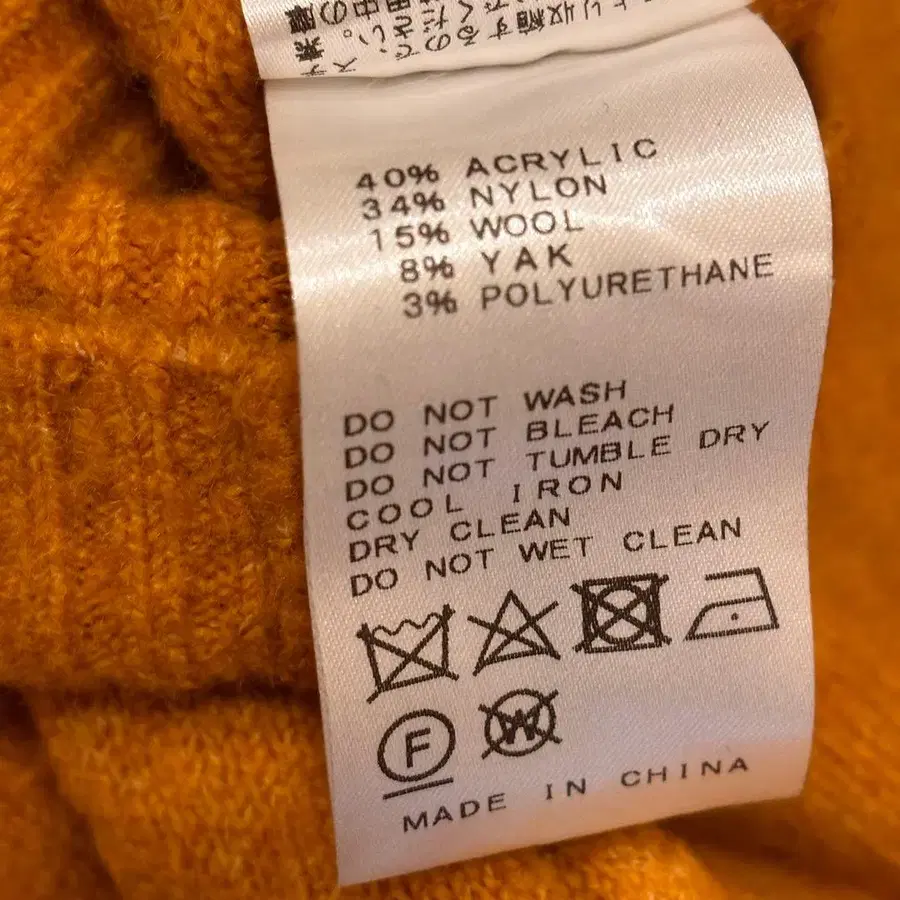 40% ACRYLIC
34% NYLON
15% WOOL
8% YAK
3% POLYURETHANE
DO NOT WASH
DO NOT BLEACH
DO NOT TUMBLE DRY
COOL IRON
DRY CLEAN
DO NOT WET CLEAN
F W
MADE IN CHINA